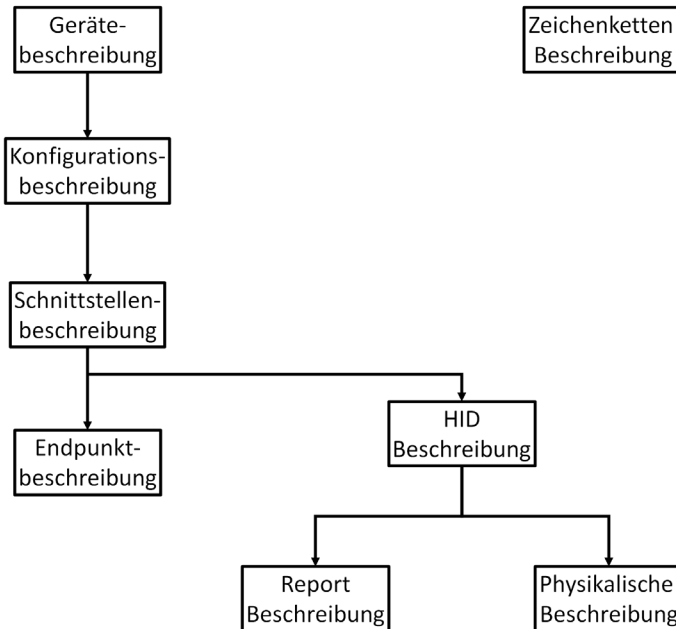 Geräte-
beschreibung
Zeichenketten
Beschreibung
Konfigurations-
beschreibung
Schnittstellen-
beschreibung
Endpunkt-
beschreibung
HID
Beschreibung
Report
Beschreibung
Physikalische
Beschreibung